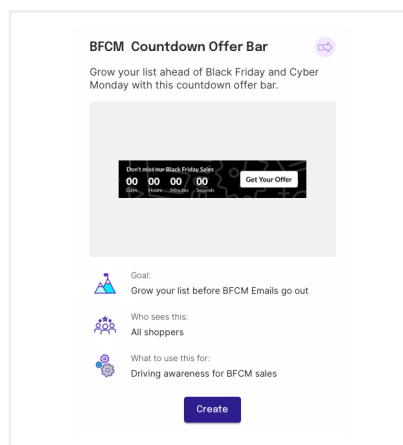 BFCM Countdown Offer Bar
Grow your list ahead of Black Friday and Cyber
Monday with this countdown offer bar.
Don't miss our Black Friday Sales
00 00 00 00
Days Hours Minutes Seconds
Get Your Offer
Goal:
Grow your list before BFCM Emails go out
Who sees this:
All shoppers
What to use this for:
Driving awareness for BFCM sales
Create